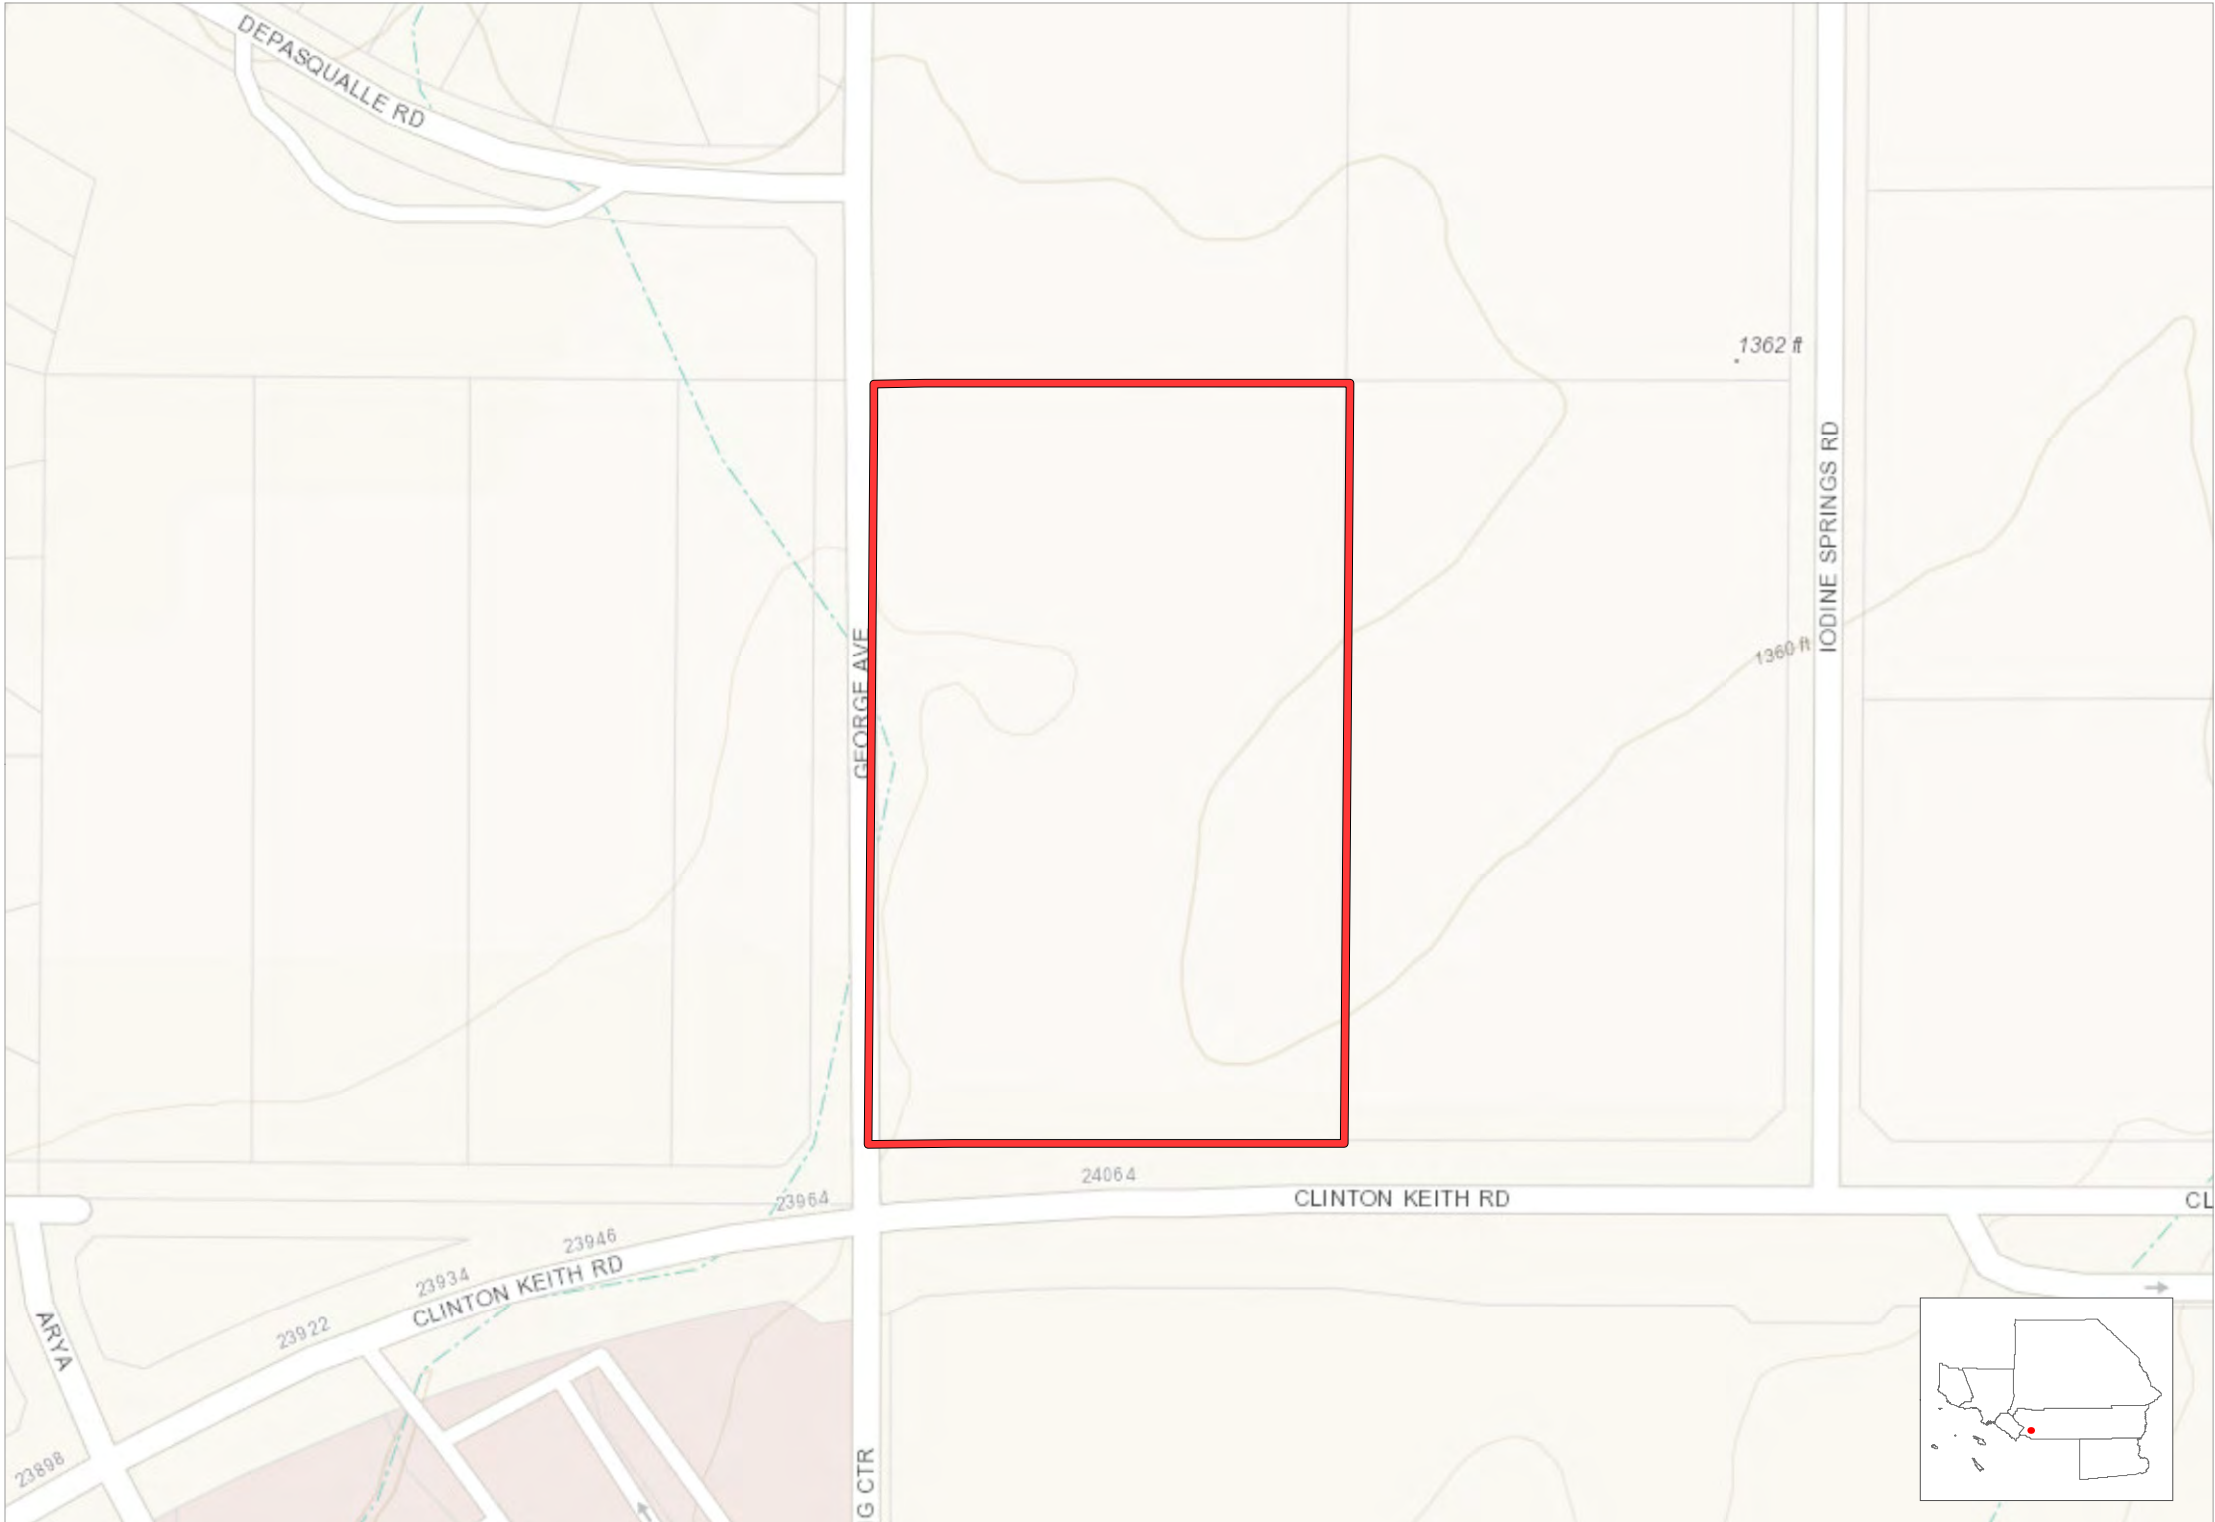 DEPASQUALLE RD
1362 ft
IODINE SPRINGS RD
GEORGE AVE
1360 ft
24064
CLINTON KEITH RD
CL
23964
23946
23934
CLINTON KEITH RD
23922
ARYA
23898
G CTR